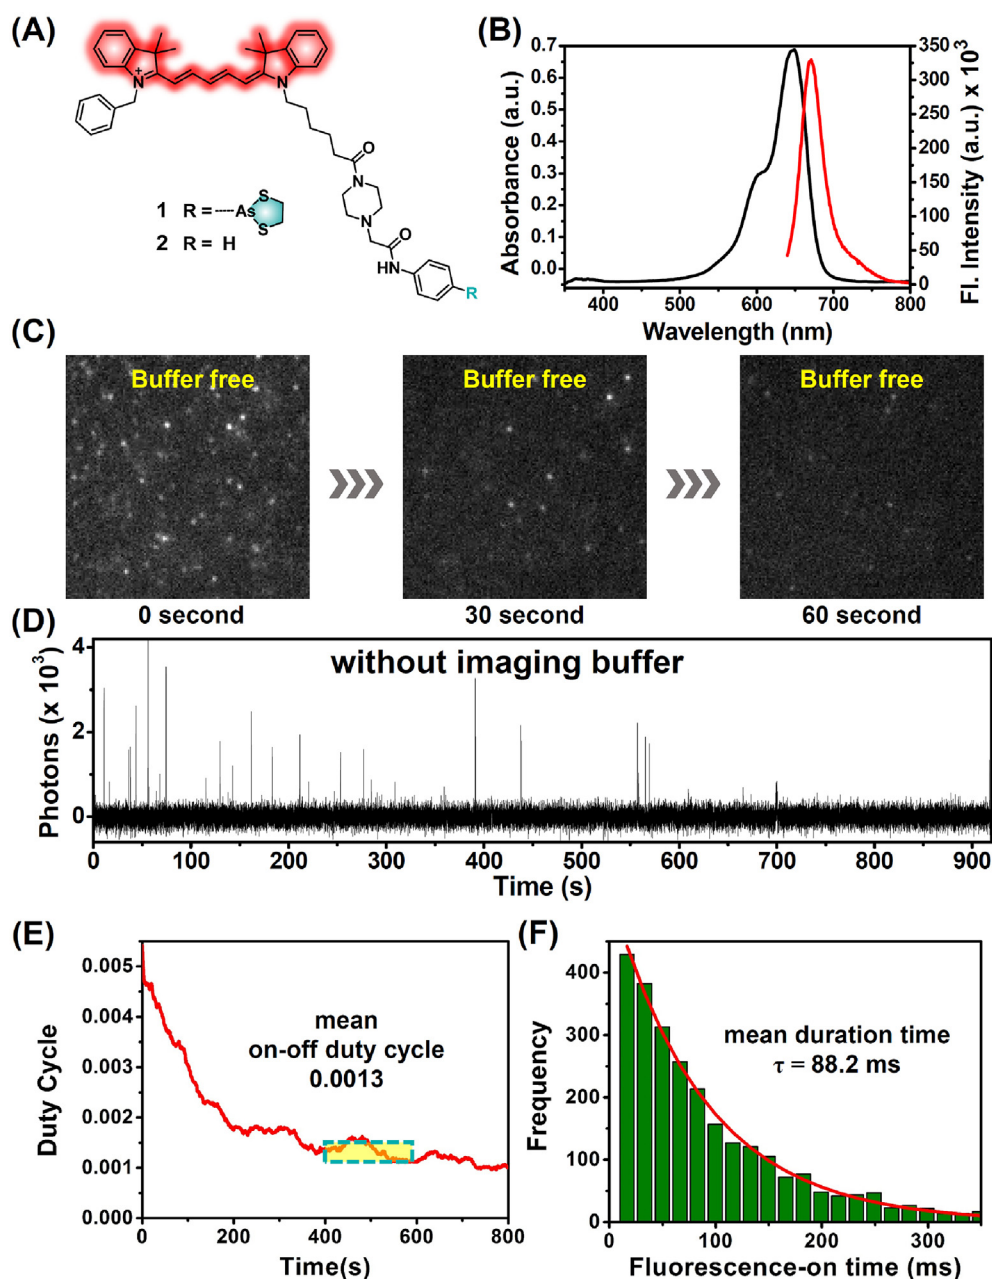 (A)
N
+
N
O
N
N
O
HN
R
1 R = As S S
2 R = H
(B)
Absorbance (a.u.)
0.7
0.6
0.5
0.4
0.3
0.2
0.1
0.0
Fl. Intensity (a.u.) x 10³
350
300
250
200
150
100
50
0
400 500 600 700 800
Wavelength (nm)
(C)
Buffer free
Buffer free
Buffer free
0 second
30 second
60 second
(D)
without imaging buffer
Photons (x 10³)
4
2
0
0 100 200 300 400 500 600 700 800 900
Time (s)
(E)
Duty Cycle
0.005
0.004
0.003
0.002
0.001
0.000
mean
on-off duty cycle
0.0013
0 200 400 600 800
Time(s)
(F)
Frequency
400
300
200
100
0
mean duration time
τ = 88.2 ms
0 100 200 300
Fluorescence-on time (ms)